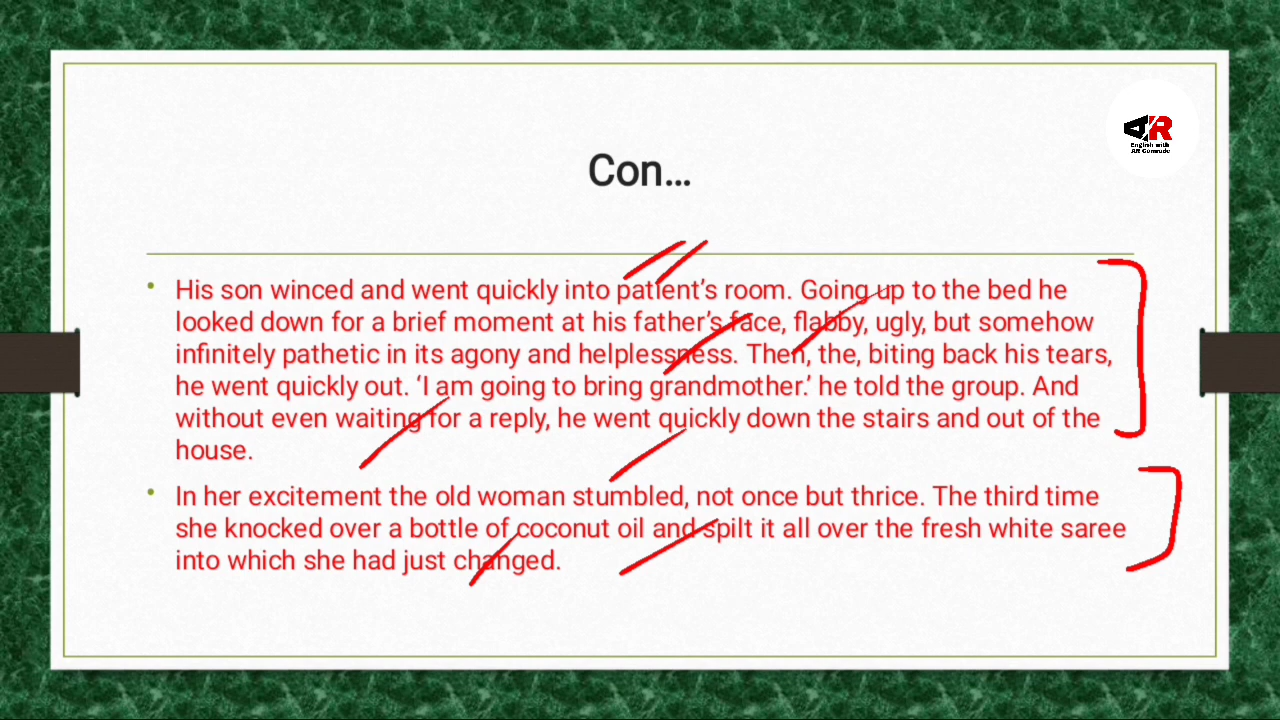 A/R
English with
AR Comrade
Con...
• His son winced and went quickly into patient's room. Going up to the bed he
looked down for a brief moment at his father's face, flabby, ugly, but somehow
infinitely pathetic in its agony and helplessness. Then, the, biting back his tears,
he went quickly out. 'I am going to bring grandmother.' he told the group. And
without even waiting for a reply, he went quickly down the stairs and out of the
house.
• In her excitement the old woman stumbled, not once but thrice. The third time
she knocked over a bottle of coconut oil and spilt it all over the fresh white saree
into which she had just changed.